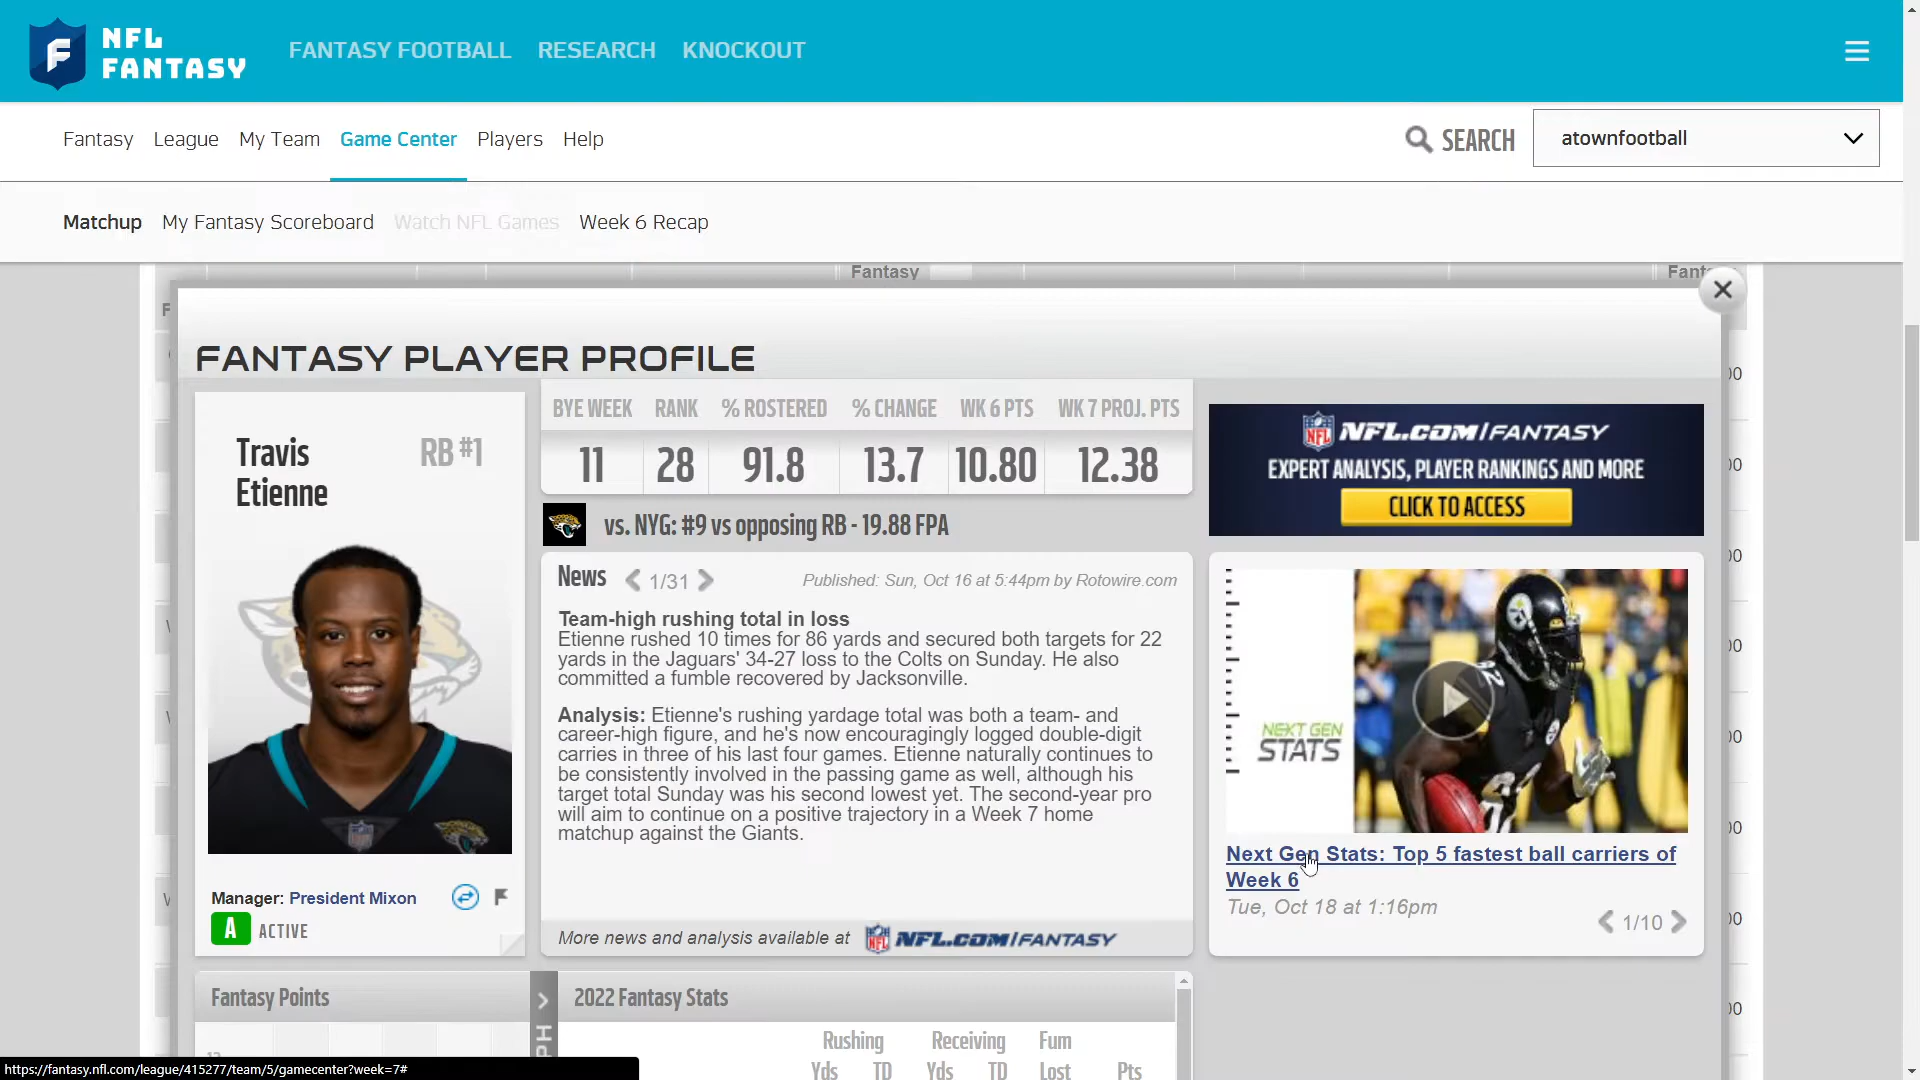 NFL
FANTASY
FANTASY FOOTBALL RESEARCH KNOCKOUT
Fantasy League My Team Game Center Players Help
SEARCH
atownfootball
Matchup My Fantasy Scoreboard Watch NFL Games Week 6 Recap
Fantasy
FANTASY PLAYER PROFILE
Travis
Etienne
RB #1
BYE WEEK RANK % ROSTERED % CHANGE WK 6 PTS WK 7 PROJ. PTS
11 28 91.8 13.7 10.80 12.38
vs. NYG: #9 vs opposing RB - 19.88 FPA
News 1/31 Published: Sun, Oct 16 at 5:44pm by Rotowire.com
Team-high rushing total in loss
Etienne rushed 10 times for 86 yards and secured both targets for 22
yards in the Jaguars' 34-27 loss to the Colts on Sunday. He also
committed a fumble recovered by Jacksonville.
Analysis: Etienne's rushing yardage total was both a team- and
career-high figure, and he's now encouragingly logged double-digit
carries in three of his last four games. Etienne naturally continues to
be consistently involved in the passing game as well, although his
target total Sunday was his second lowest yet. The second-year pro
will aim to continue on a positive trajectory in a Week 7 home
matchup against the Giants.
More news and analysis available at NFL.COM/FANTASY
NFL.COM/FANTASY
EXPERT ANALYSIS, PLAYER RANKINGS AND MORE
CLICK TO ACCESS
NEXT GEN
STATS
Next Gen Stats: Top 5 fastest ball carriers of
Week 6
Tue, Oct 18 at 1:16pm
1/10
Manager: President Mixon
A ACTIVE
Fantasy Points
2022 Fantasy Stats
Rushing Receiving Fum
Yds TD Yds TD Lost Pts
https://fantasy.nfl.com/league/415277/team/5/gamecenter?week=7#